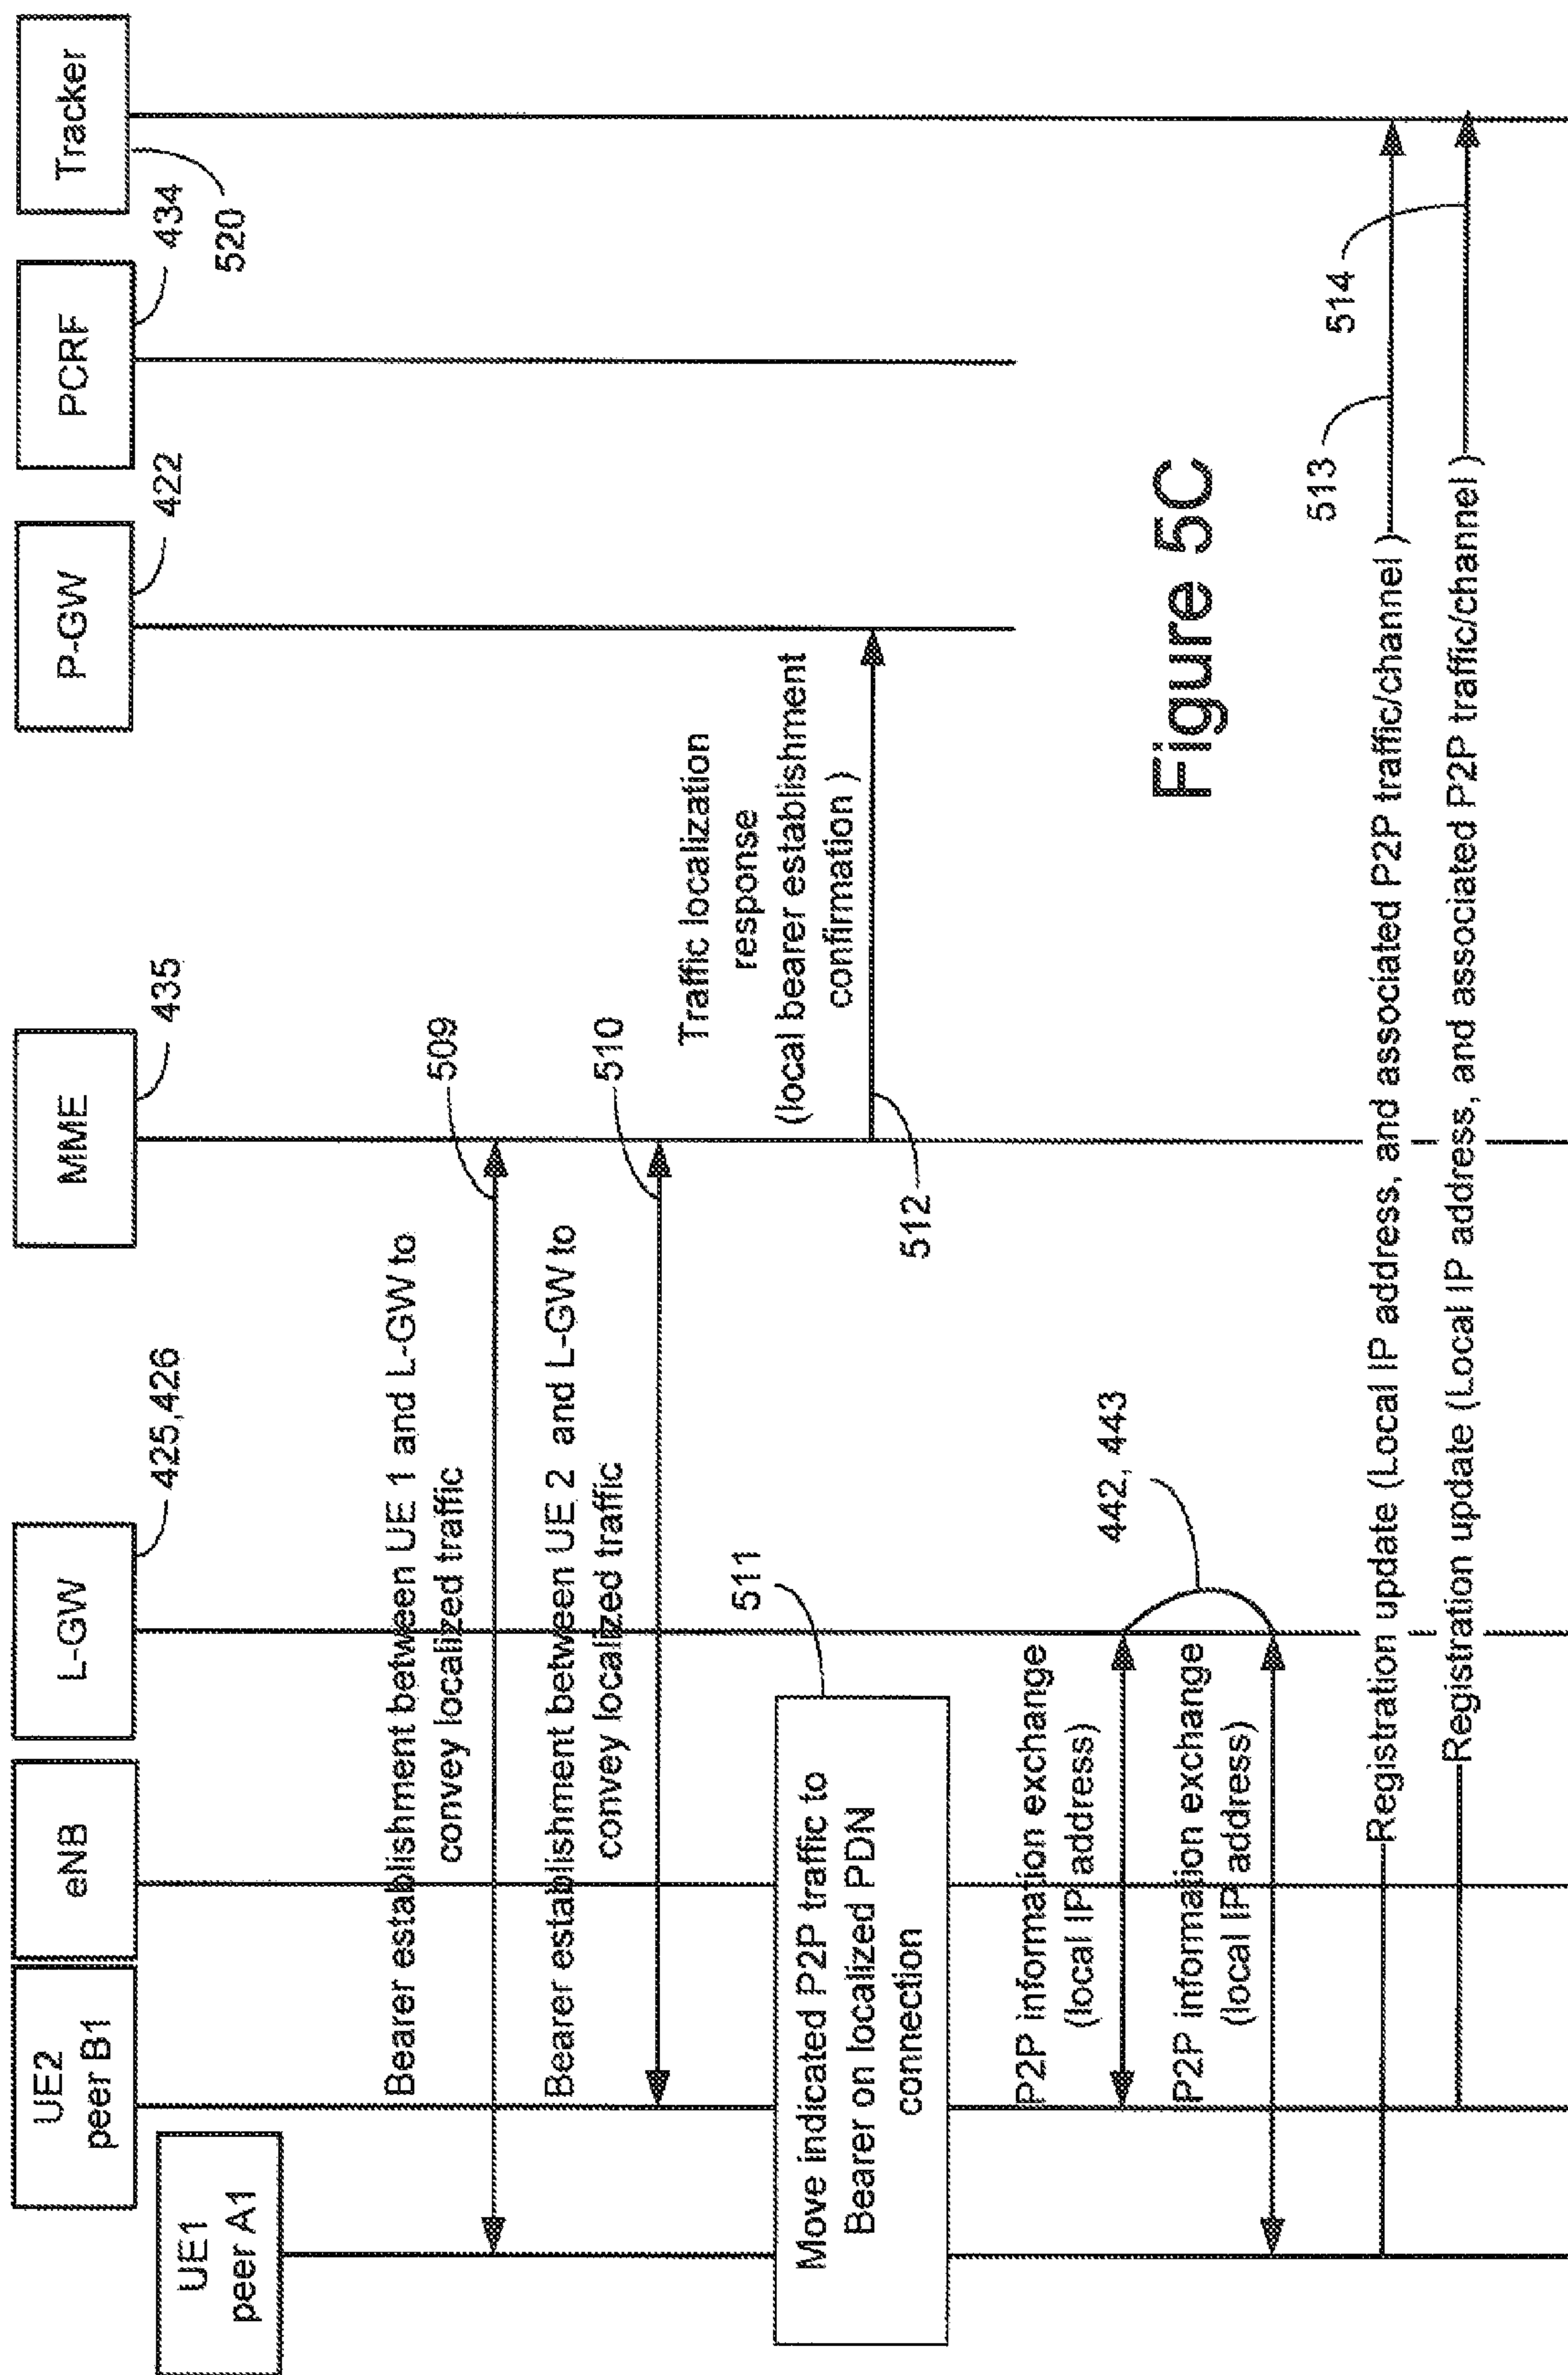 UE1
peer A1
UE2
peer B1
eNB
L-GW
425,426
MME
435
P-GW
422
PCRF
434
Tracker
520
Bearer establishment between UE 1 and L-GW to
convey localized traffic
509
Bearer establishment between UE 2 and L-GW to
convey localized traffic
510
Move indicated P2P traffic to
Bearer on localized PDN
connection
511
Traffic localization
response
(local bearer establishment
confirmation )
512
P2P information exchange
(local IP address)
P2P information exchange
(local IP address)
442, 443
Figure 5C
Registration update (Local IP address, and associated P2P traffic/channel )
513
Registration update (Local IP address, and associated P2P traffic/channel )
514